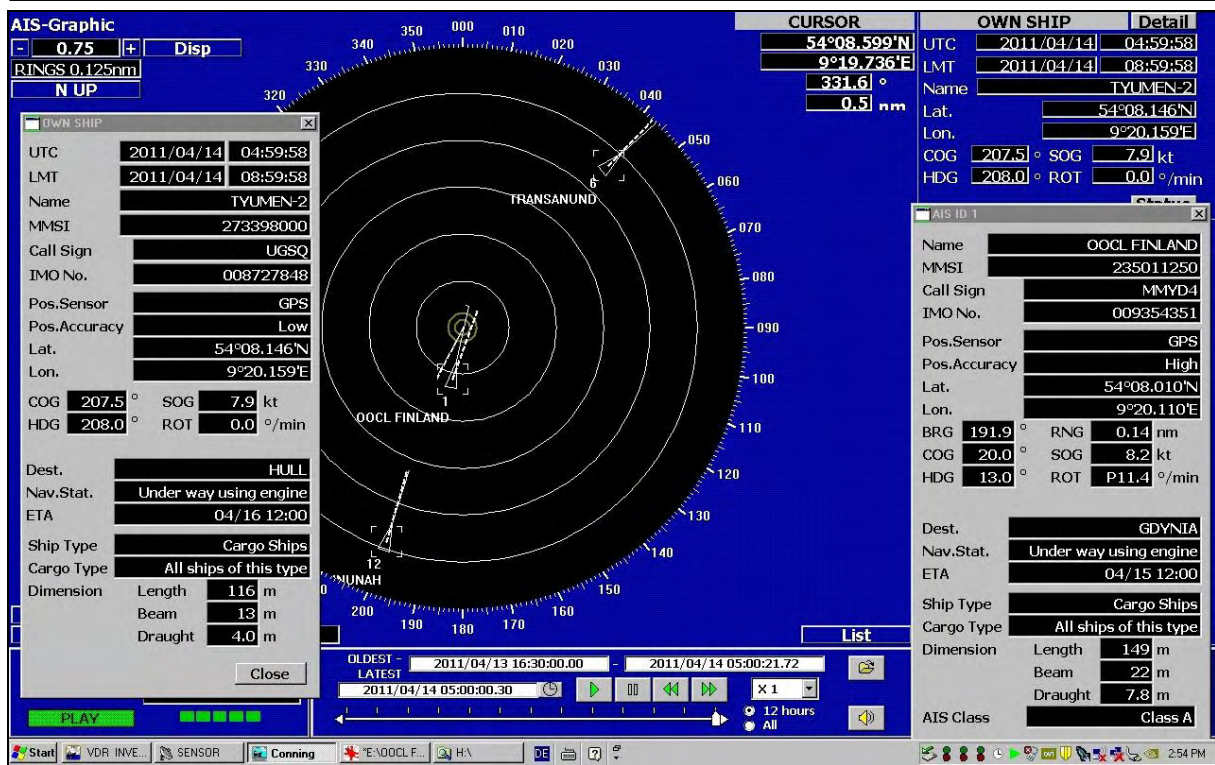 AIS-Graphic
- 0.75 + Disp
RINGS 0.125nm
N UP
OWN SHIP
UTC 2011/04/14 04:59:58
LMT 2011/04/14 08:59:58
Name TYUMEN-2
MMSI 273398000
Call Sign UGSQ
IMO No. 008727848
Pos.Sensor GPS
Pos.Accuracy Low
Lat. 54°08.146'N
Lon. 9°20.159'E
COG 207.5 ° SOG 7.9 kt
HDG 208.0 ° ROT 0.0 °/min
Dest. HULL
Nav.Stat. Under way using engine
ETA 04/16 12:00
Ship Type Cargo Ships
Cargo Type All ships of this type
Dimension Length 116 m
Beam 13 m
Draught 4.0 m
Close
PLAY
320 330 340 350 000 010 020 030 040 050 060 070 080 090 100 110 120 130 140 150 160 170 180 190 200
6
TRANSANUND
1
OOCL FINLAND
12
NUNAH
CURSOR
54°08.599'N
9°19.736'E
331.6 °
0.5 nm
OWN SHIP Detail
UTC 2011/04/14 04:59:58
LMT 2011/04/14 08:59:58
Name TYUMEN-2
Lat. 54°08.146'N
Lon. 9°20.159'E
COG 207.5 ° SOG 7.9 kt
HDG 208.0 ° ROT 0.0 °/min
AIS ID 1
Name OOCL FINLAND
MMSI 235011250
Call Sign MMYD4
IMO No. 009354351
Pos.Sensor GPS
Pos.Accuracy High
Lat. 54°08.010'N
Lon. 9°20.110'E
BRG 191.9 ° RNG 0.14 nm
COG 20.0 ° SOG 8.2 kt
HDG 13.0 ° ROT P11.4 °/min
Dest. GDYNIA
Nav.Stat. Under way using engine
ETA 04/15 12:00
Ship Type Cargo Ships
Cargo Type All ships of this type
Dimension Length 149 m
Beam 22 m
Draught 7.8 m
AIS Class Class A
List
OLDEST - LATEST 2011/04/13 16:30:00.00 - 2011/04/14 05:00:21.72
2011/04/14 05:00:00.30
X 1
12 hours
All
Start VDR INVE... SENSOR Conning "E:\OOCL F... H:\ DE 2:54 PM